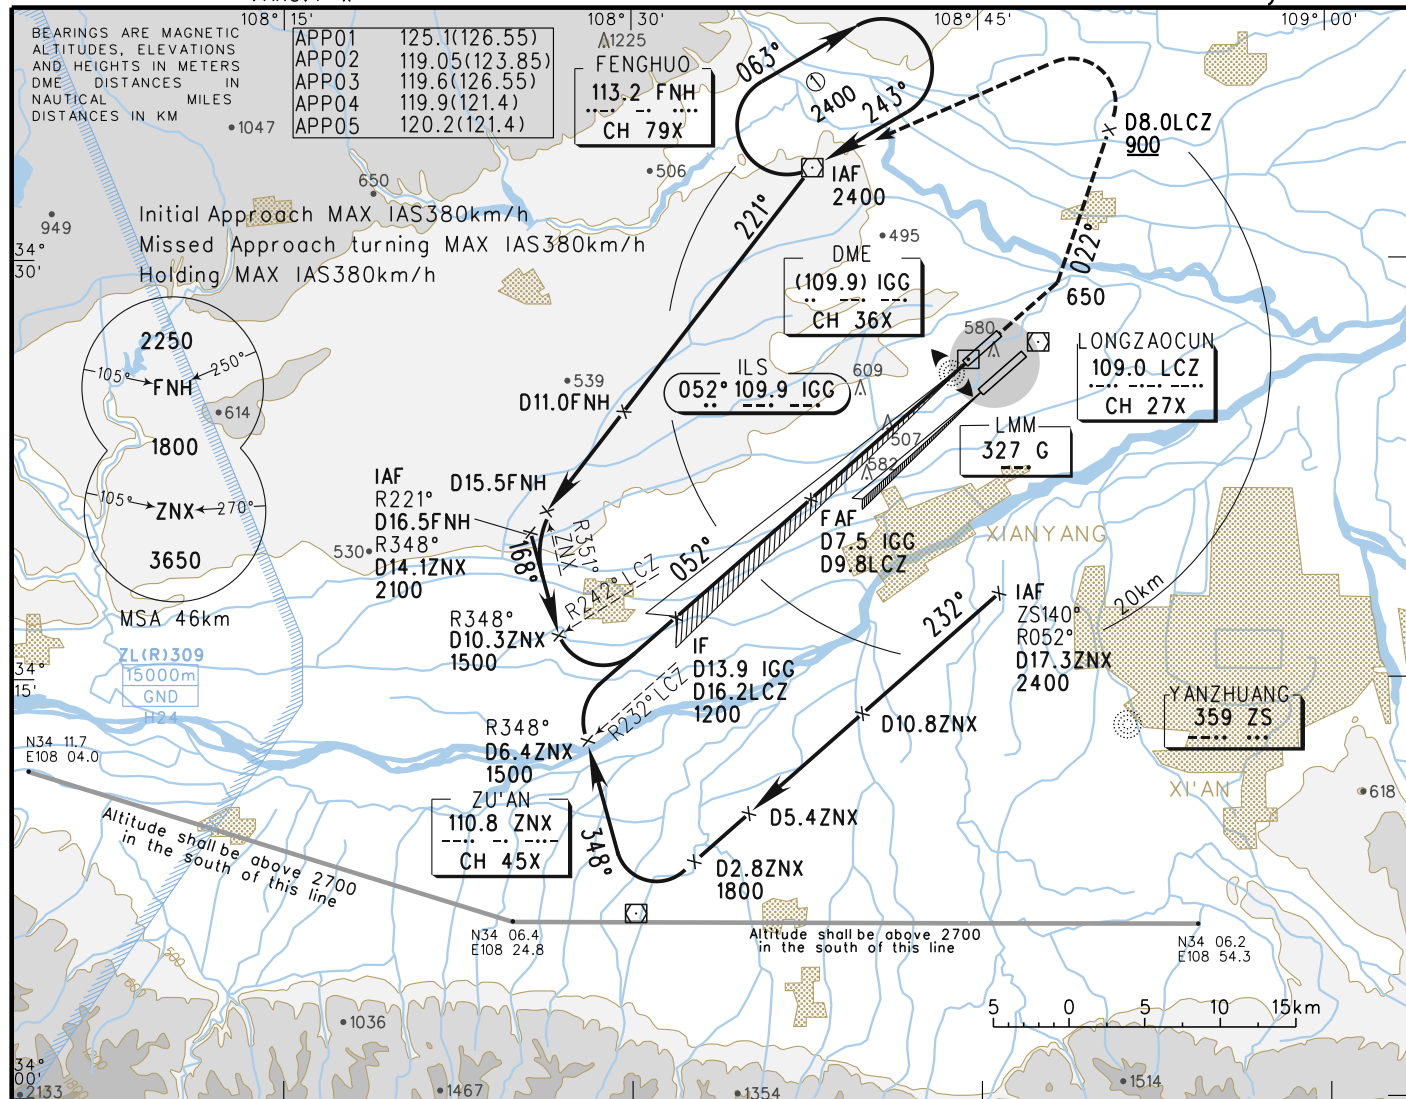 108°15'
108°30'
108°45'
109°00'
BEARINGS ARE MAGNETIC
ALTITUDES, ELEVATIONS
AND HEIGHTS IN METERS
DME DISTANCES IN
NAUTICAL MILES
DISTANCES IN KM
APP01 125.1(126.55)
APP02 119.05(123.85)
APP03 119.6(126.55)
APP04 119.9(121.4)
APP05 120.2(121.4)
1225
FENGHUO
113.2 FNH
CH 79X
063°
2400
243°
1
D8.0LCZ
900
1047
506
650
949
IAF
2400
Initial Approach MAX IAS380km/h
Missed Approach turning MAX IAS380km/h
Holding MAX IAS380km/h
34°
30'
221°
495
022°
650
DME
(109.9) IGG
CH 36X
580
LONGZAOCUN
109.0 LCZ
CH 27X
2250
105°
FNH
250°
614
1800
105°
ZNX
270°
3650
MSA 46km
539
D11.0FNH
ILS
052° 109.9 IGG
609
507
582
LMM
327 G
IAF
R221°
D16.5FNH
R348°
D14.1ZNX
2100
D15.5FNH
530
168°
R351°
ZNX
R242°LCZ
052°
FAF
D7.5 IGG
D9.8LCZ
XIANYANG
20km
232°
IAF
ZS140°
R052°
D17.3ZNX
2400
R348°
D10.3ZNX
1500
IF
D13.9 IGG
D16.2LCZ
1200
R232°LCZ
34°
15'
ZL(R)309
15000m
GND
H24
YANZHUANG
359 ZS
D10.8ZNX
R348°
D6.4ZNX
1500
N34 11.7
E108 04.0
XI'AN
618
ZU'AN
110.8 ZNX
CH 45X
348°
D5.4ZNX
D2.8ZNX
1800
Altitude shall be above 2700
in the south of this line
N34 06.4
E108 24.8
Altitude shall be above 2700
in the south of this line
N34 06.2
E108 54.3
5 0 5 10 15km
1036
34°
00'
2133
1467
1354
1514